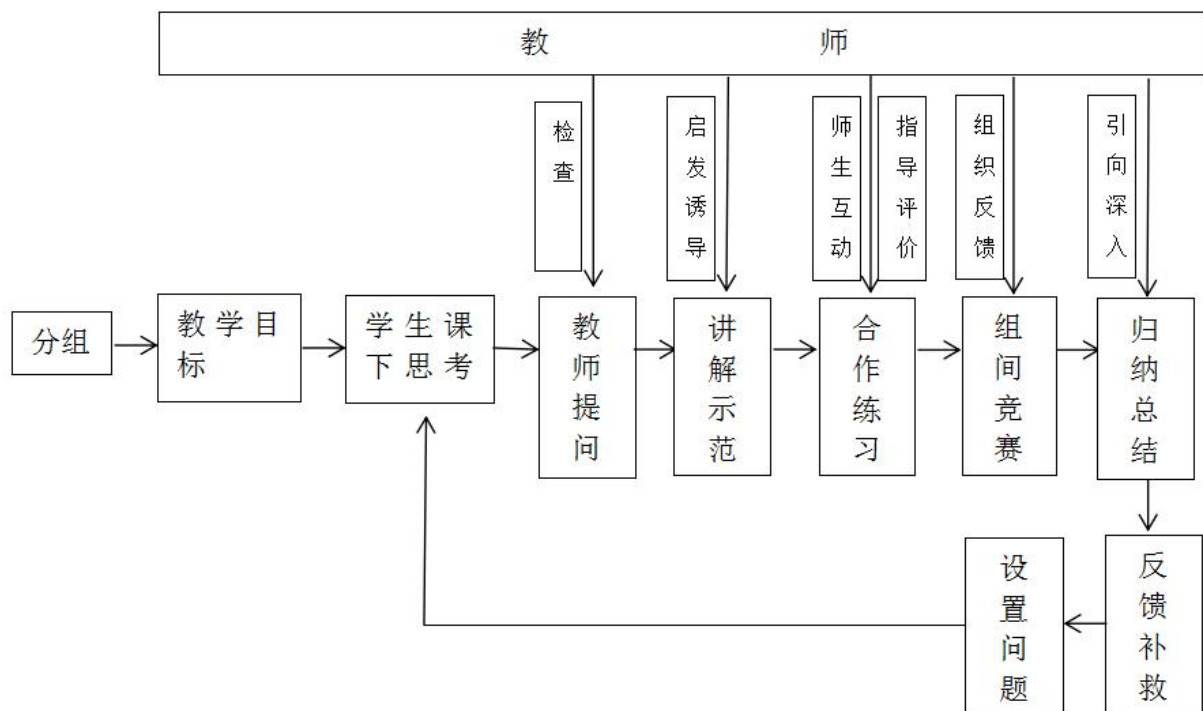 教 师
检查
启发诱导
师生互动
指导评价
组织反馈
引向深入
分组
教学目
标
学生课
下思考
教师提问
讲解示范
合作练习
组间竞赛
归纳总结
设置问题
反馈补救